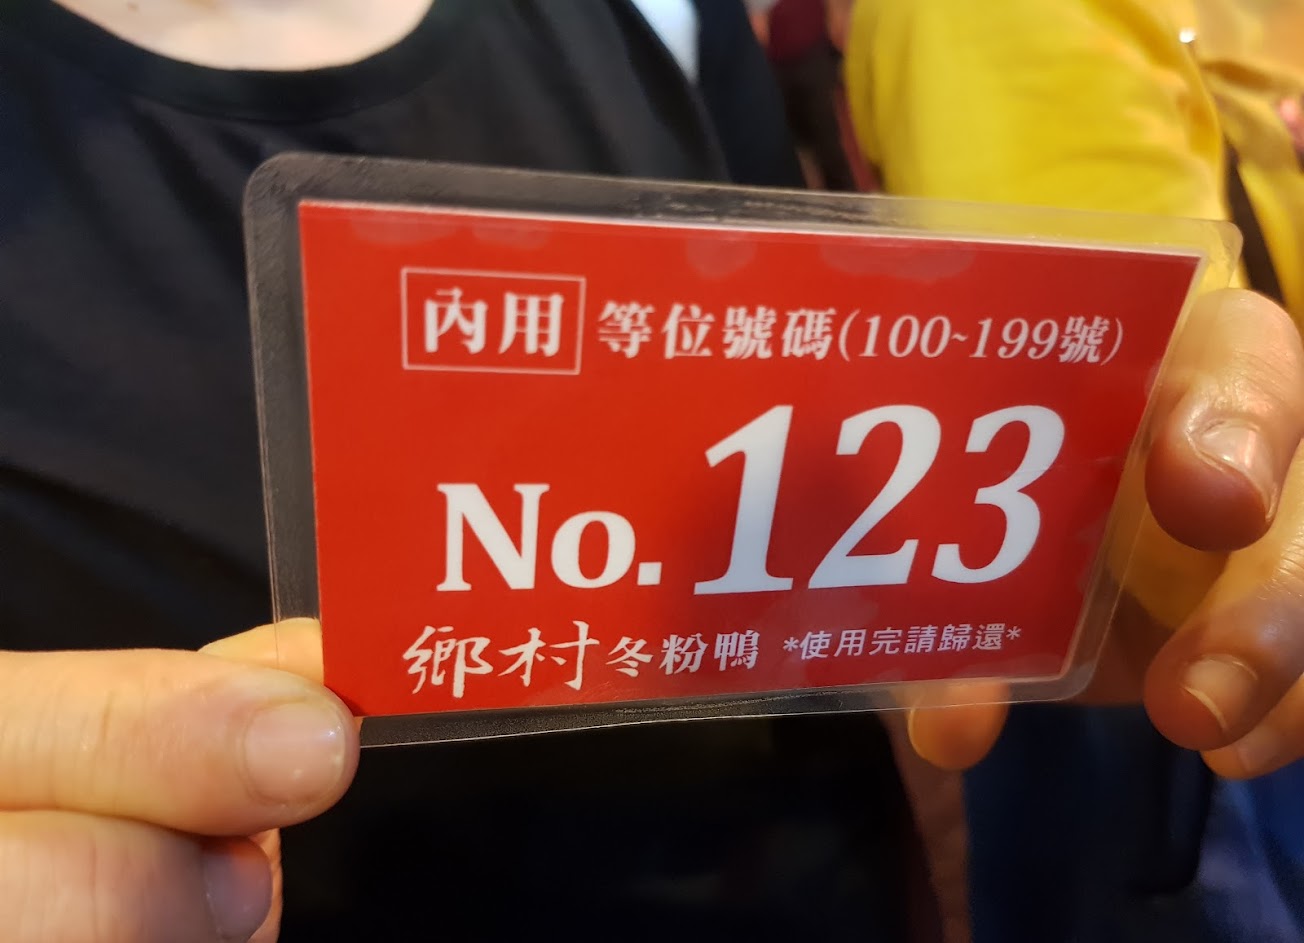 內用 等位號碼(100~199號)
No. 123
鄉村冬粉鴨 *使用完請歸還*